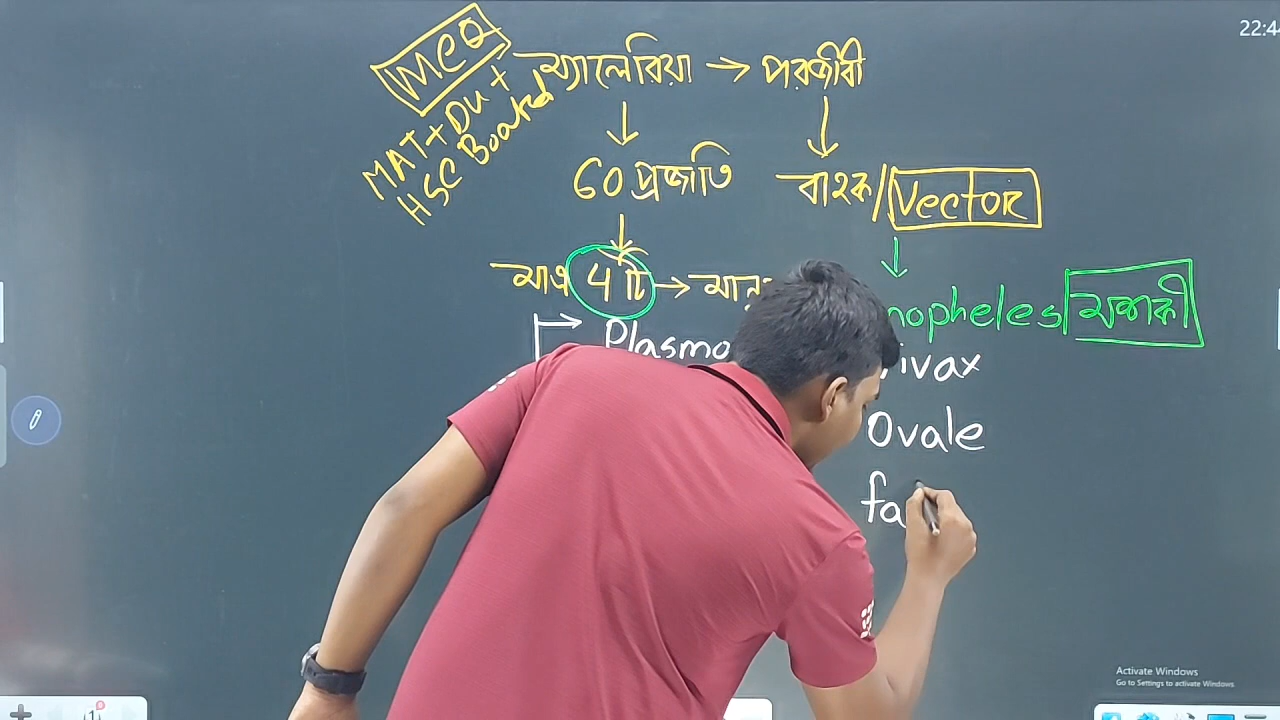 22:4
MCQ
ম্যালেরিয়া → পরজীবী
MAT+DU+
HSC Board
60 প্রজাতি
বাহক/Vector
মাত্র 4 টি →
nopheles মশকী
Plasmo
ivax
Ovale
fa
Activate Windows
Go to Settings to activate Windows.